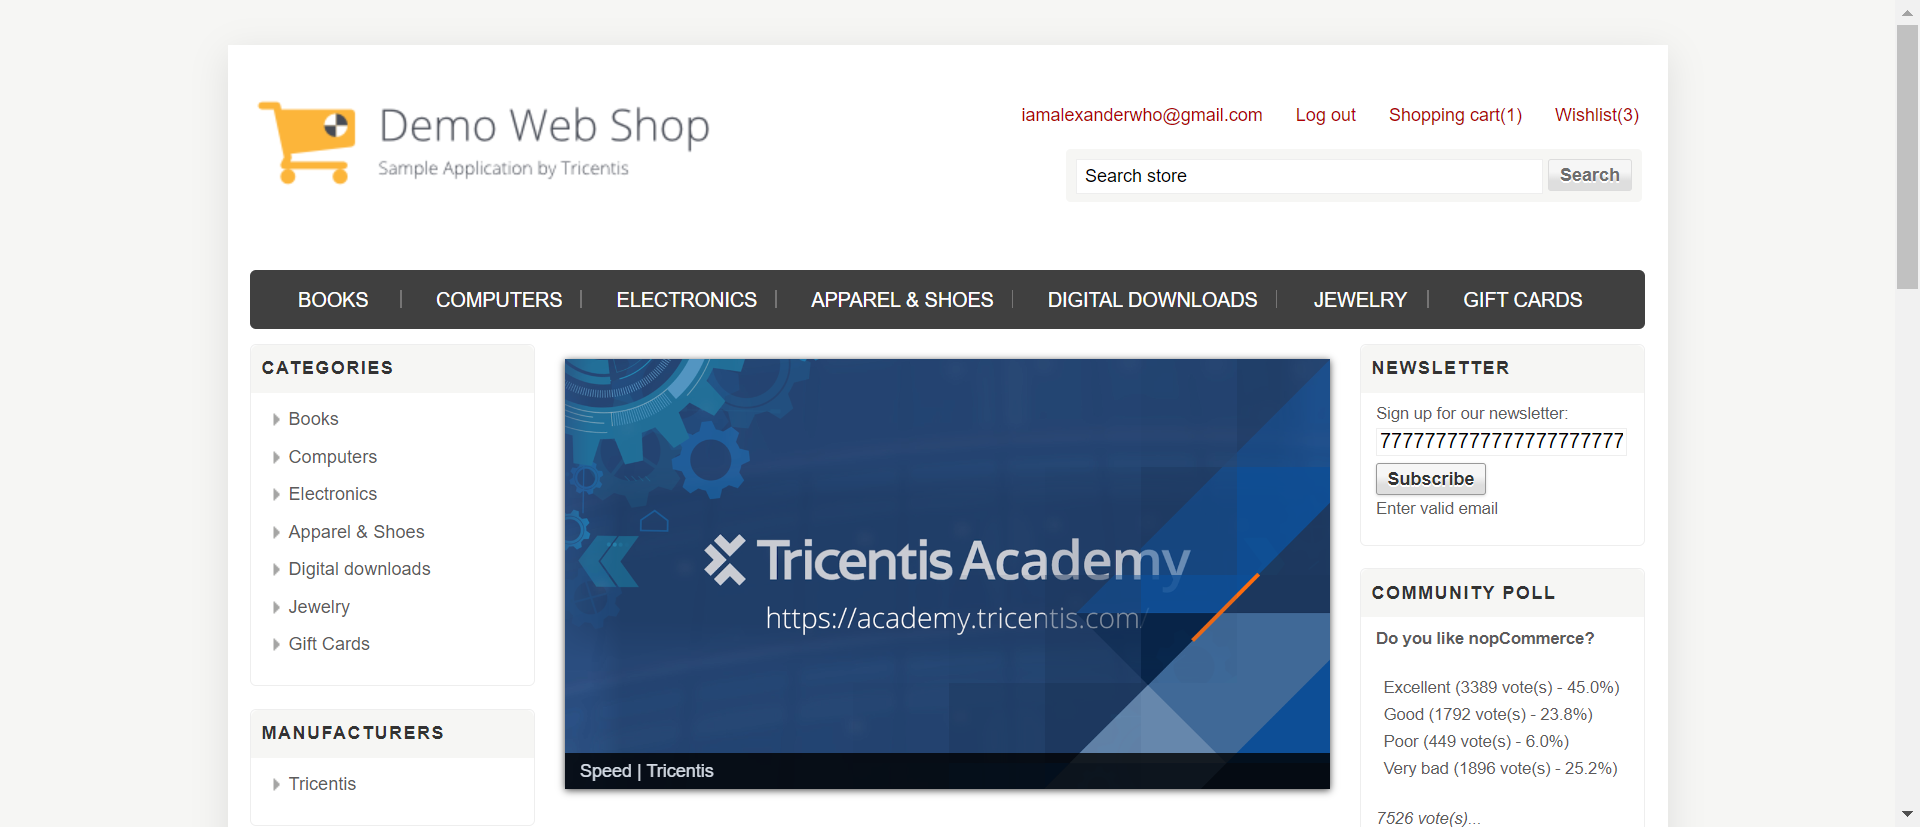 Demo Web Shop
Sample Application by Tricentis
iamalexanderwho@gmail.com Log out Shopping cart(1) Wishlist(3)
Search store Search
BOOKS COMPUTERS ELECTRONICS APPAREL & SHOES DIGITAL DOWNLOADS JEWELRY GIFT CARDS
CATEGORIES
Books
Computers
Electronics
Apparel & Shoes
Digital downloads
Jewelry
Gift Cards
MANUFACTURERS
Tricentis
Tricentis Academy
https://academy.tricentis.com/
Speed | Tricentis
NEWSLETTER
Sign up for our newsletter:
7777777777777777777777
Subscribe
Enter valid email
COMMUNITY POLL
Do you like nopCommerce?
Excellent (3389 vote(s) - 45.0%)
Good (1792 vote(s) - 23.8%)
Poor (449 vote(s) - 6.0%)
Very bad (1896 vote(s) - 25.2%)
7526 vote(s)...